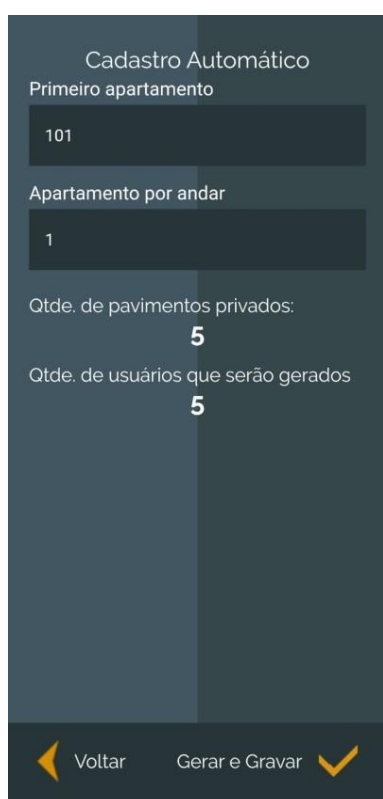 Cadastro Automático
Primeiro apartamento
101
Apartamento por andar
1
Qtde. de pavimentos privados:
5
Qtde. de usuários que serão gerados
5
Voltar
Gerar e Gravar